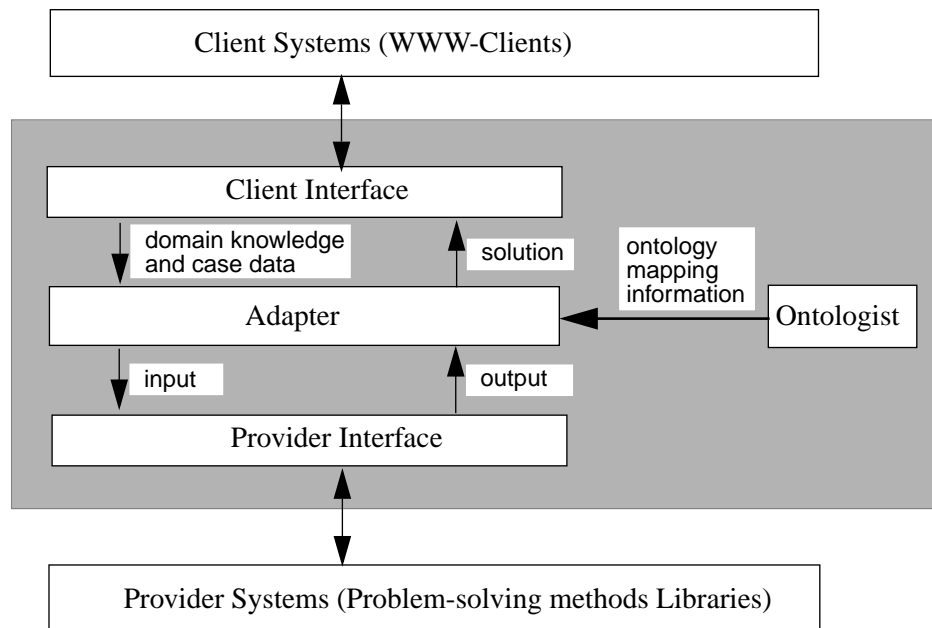 Client Systems (WWW-Clients)
Client Interface
domain knowledge
and case data
solution
ontology
mapping
information
Adapter
Ontologist
input
output
Provider Interface
Provider Systems (Problem-solving methods Libraries)